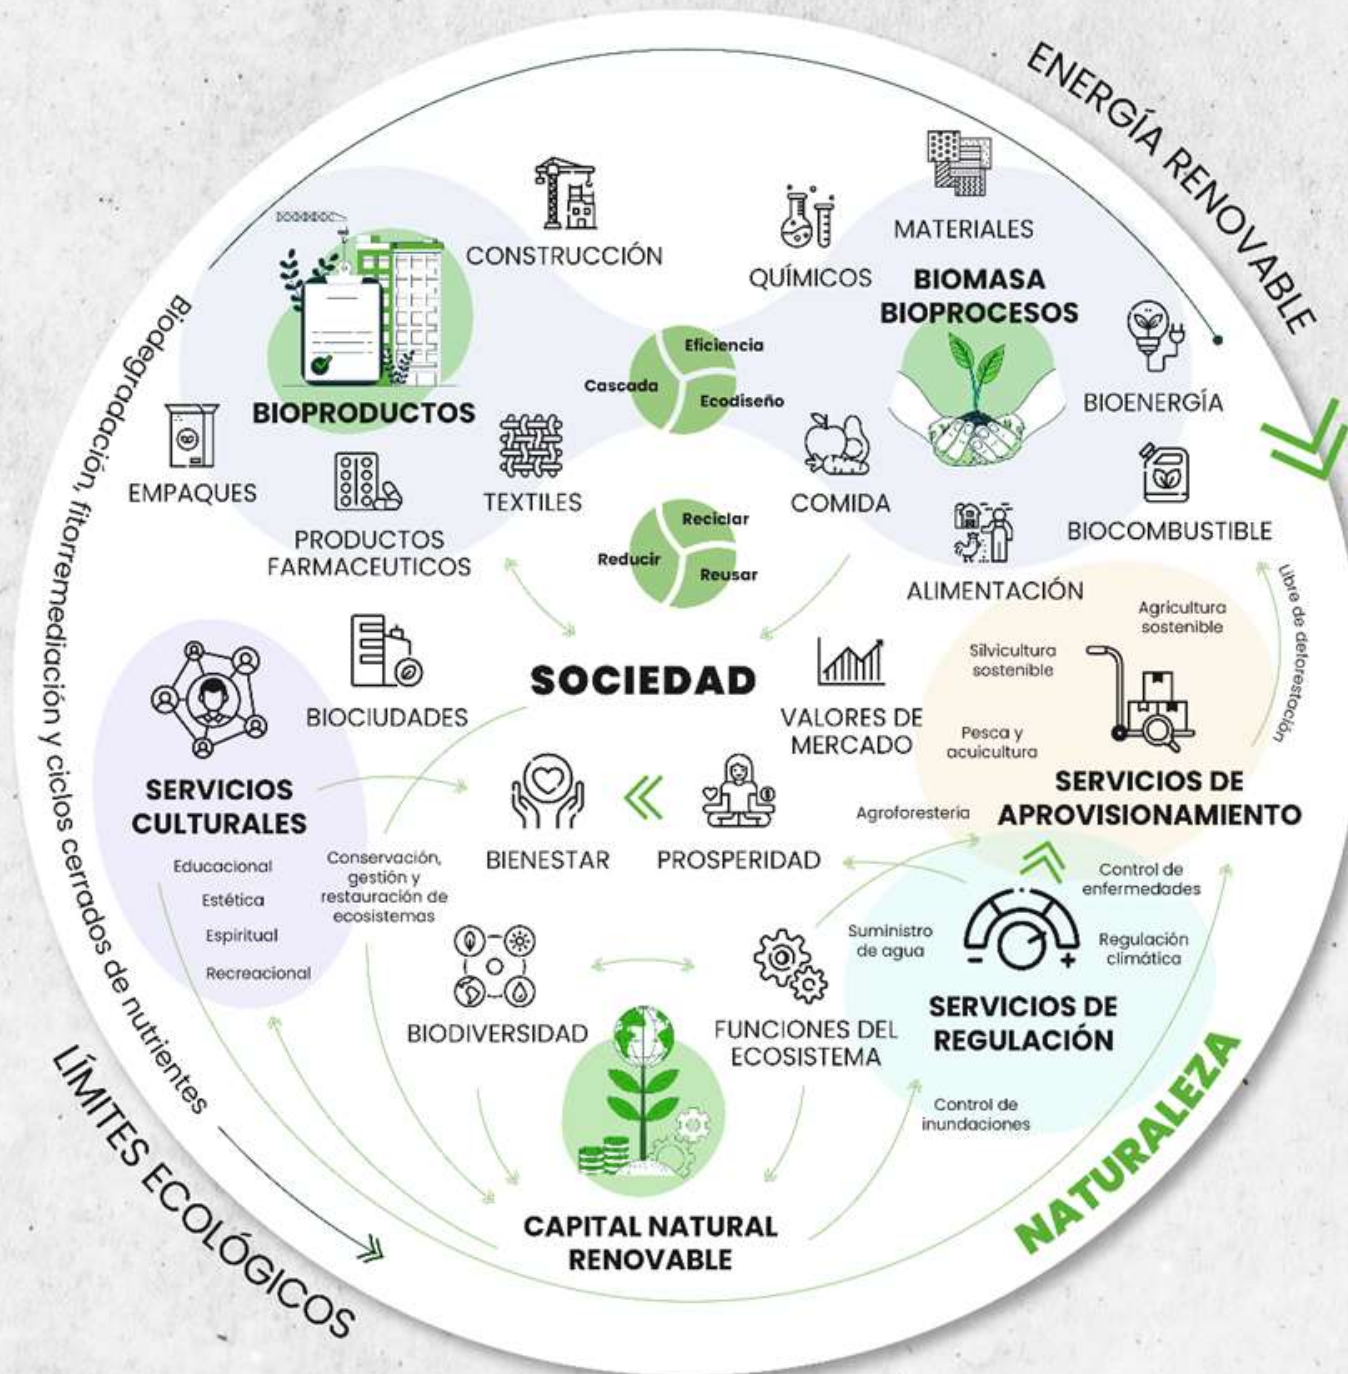 ENERGÍA RENOVABLE
MATERIALES
CONSTRUCCIÓN
QUÍMICOS
BIOMASA
BIOPROCESOS
Eficiencia
Cascada
Ecodiseño
BIOENERGÍA
BIOPRODUCTOS
EMPAQUES
TEXTILES
COMIDA
BIOCOMBUSTIBLE
PRODUCTOS
FARMACEUTICOS
Reciclar
Reducir
Reusar
ALIMENTACIÓN
Biodegradación, fitorremediación y ciclos cerrados de nutrientes
Libre de deforestación
Agricultura
sostenible
Silvicultura
sostenible
SOCIEDAD
BIOCIUDADES
VALORES DE
MERCADO
Pesca y
acuicultura
SERVICIOS
CULTURALES
SERVICIOS DE
APROVISIONAMIENTO
Agroforestería
BIENESTAR
PROSPERIDAD
Educacional
Estética
Espiritual
Recreacional
Conservación,
gestión y
restauración de
ecosistemas
Control de
enfermedades
Suministro
de agua
Regulación
climática
SERVICIOS DE
REGULACIÓN
BIODIVERSIDAD
FUNCIONES DEL
ECOSISTEMA
Control de
inundaciones
NATURALEZA
LÍMITES ECOLÓGICOS
CAPITAL NATURAL
RENOVABLE